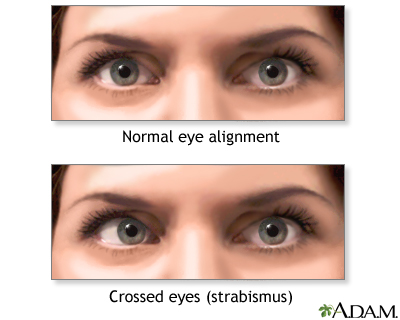 Normal eye alignment
Crossed eyes (strabismus)
A.D.A.M.